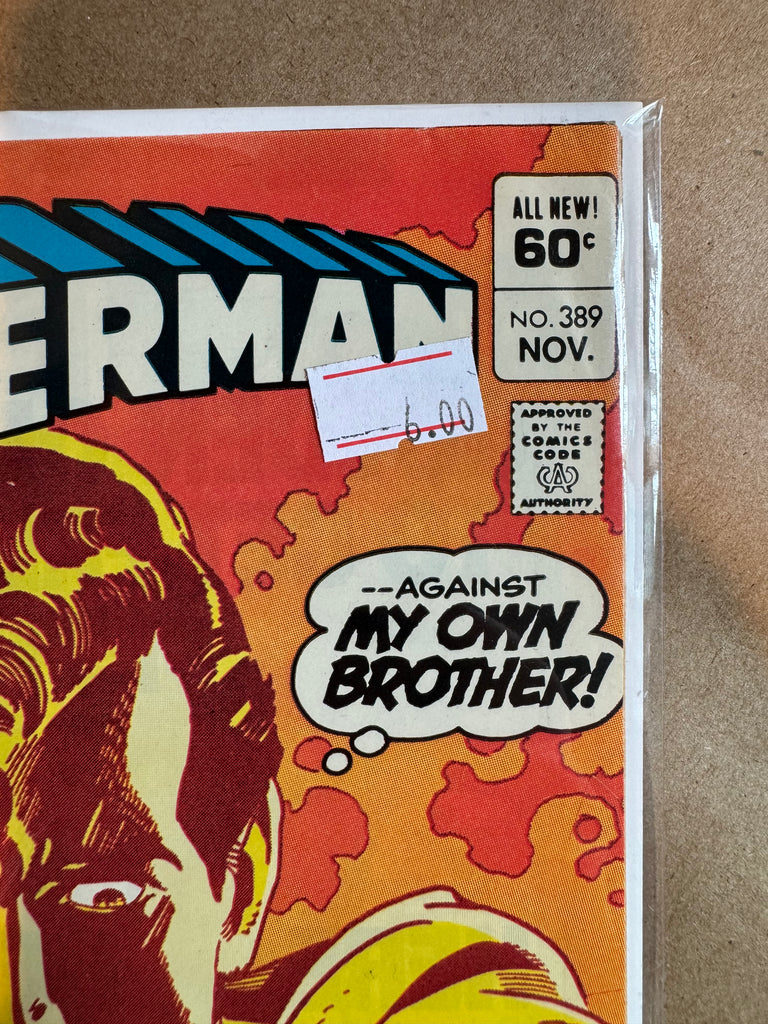 ALL NEW!
60¢
ERMAN
NO. 389
NOV.
6.00
APPROVED
BY THE
COMICS
CODE
CA
AUTHORITY
--AGAINST
MY OWN
BROTHER!